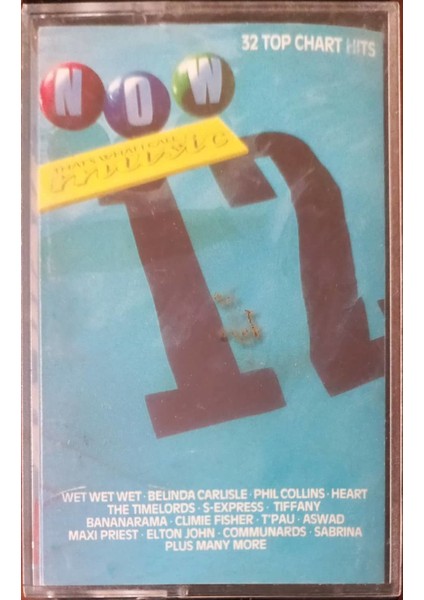 32 TOP CHART HITS
NOW
THAT'S WHAT I CALL
MUSIC
12
WET WET WET · BELINDA CARLISLE · PHIL COLLINS · HEART
THE TIMELORDS · S-EXPRESS · TIFFANY
BANANARAMA · CLIMIE FISHER · T'PAU · ASWAD
MAXI PRIEST · ELTON JOHN · COMMUNARDS · SABRINA
PLUS MANY MORE